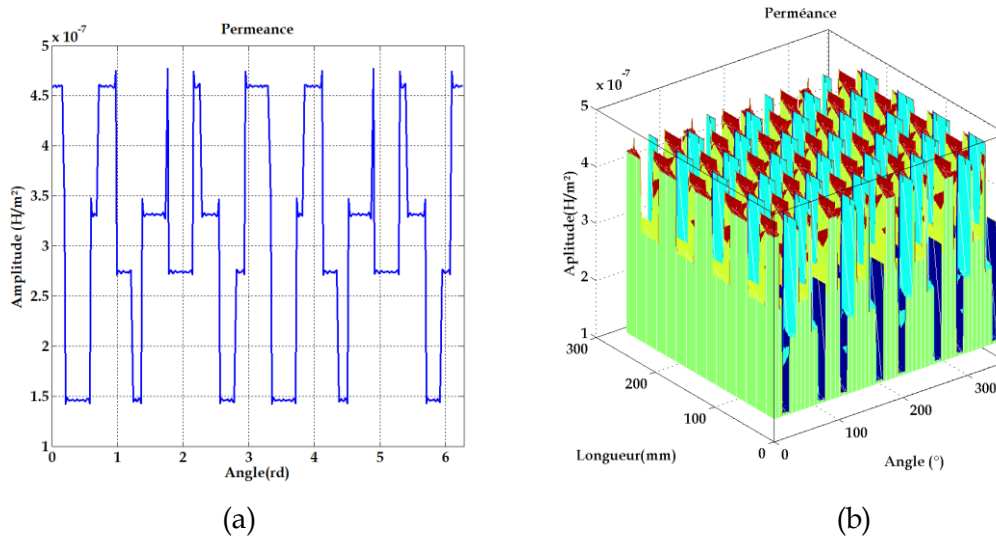 Permeance
x 10⁻⁷
5
4.5
4
3.5
3
2.5
2
1.5
1
0 1 2 3 4 5 6
Amplitude (H/m²)
Angle(rd)
(a)
Perméance
x 10⁻⁷
5
4
3
2
1
300
200
100
0
0
100
200
300
Aplitude(H/m²)
Longueur(mm)
Angle (°)
(b)